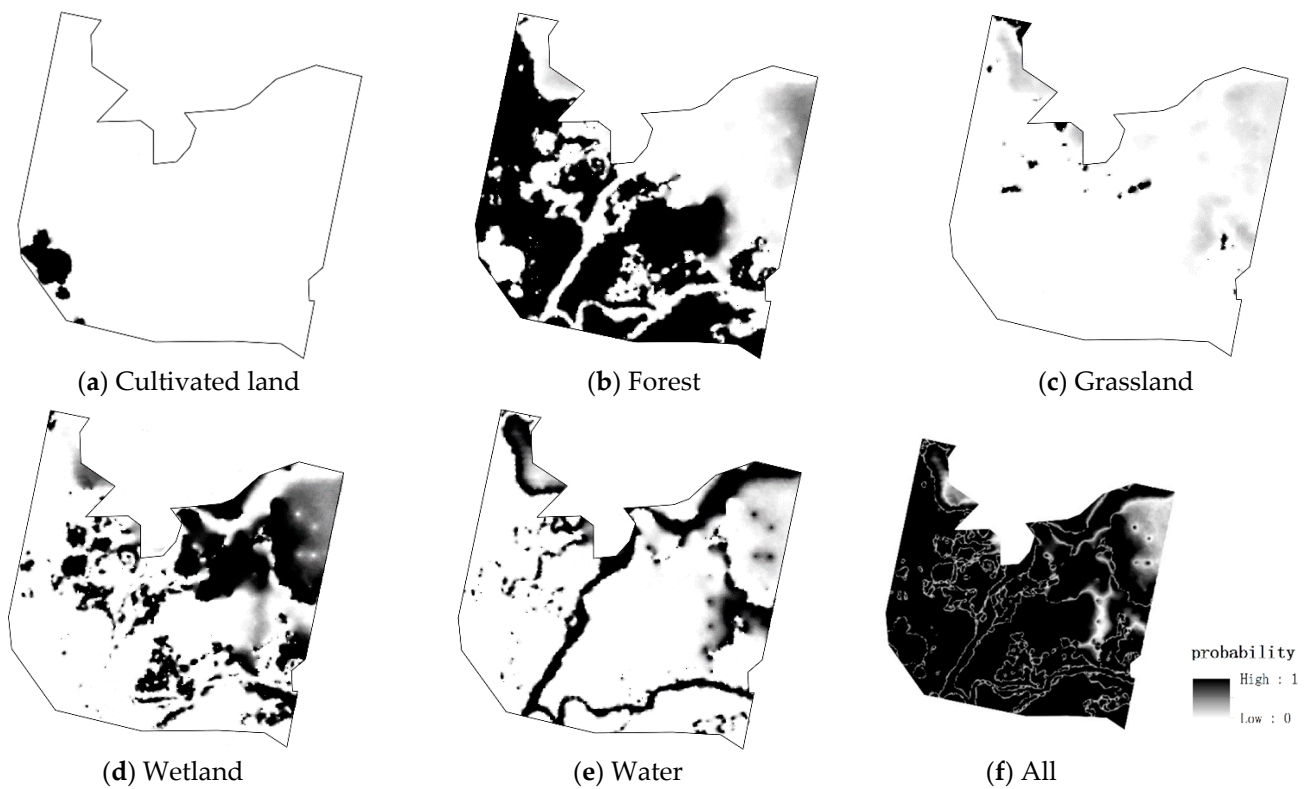 (a) Cultivated land
(b) Forest
(c) Grassland
(d) Wetland
(e) Water
(f) All
probability
High : 1
Low : 0